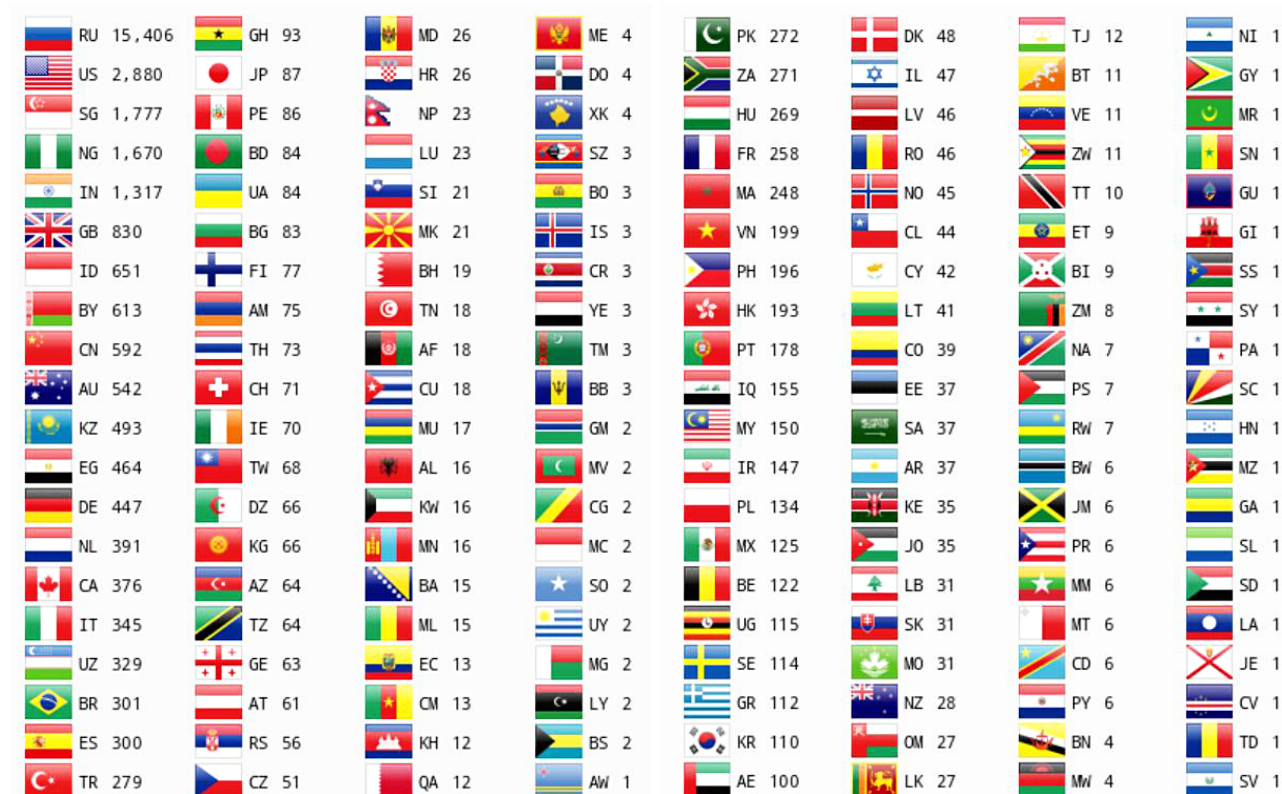 RU 15,406 GH 93 MD 26 ME 4 PK 272 DK 48 TJ 12 NI 1
US 2,880 JP 87 HR 26 DO 4 ZA 271 IL 47 BT 11 GY 1
SG 1,777 PE 86 NP 23 XK 4 HU 269 LV 46 VE 11 MR 1
NG 1,670 BD 84 LU 23 SZ 3 FR 258 RO 46 ZW 11 SN 1
IN 1,317 UA 84 SI 21 BO 3 MA 248 NO 45 TT 10 GU 1
GB 830 BG 83 MK 21 IS 3 VN 199 CL 44 ET 9 GI 1
ID 651 FI 77 BH 19 CR 3 PH 196 CY 42 BI 9 SS 1
BY 613 AM 75 TN 18 YE 3 HK 193 LT 41 ZM 8 SY 1
CN 592 TH 73 AF 18 TM 3 PT 178 CO 39 NA 7 PA 1
AU 542 CH 71 CU 18 BB 3 IQ 155 EE 37 PS 7 SC 1
KZ 493 IE 70 MU 17 GM 2 MY 150 SA 37 RW 7 HN 1
EG 464 TW 68 AL 16 MV 2 IR 147 AR 37 BW 6 MZ 1
DE 447 DZ 66 KW 16 CG 2 PL 134 KE 35 JM 6 GA 1
NL 391 KG 66 MN 16 MC 2 MX 125 JO 35 PR 6 SL 1
CA 376 AZ 64 BA 15 SO 2 BE 122 LB 31 MM 6 SD 1
IT 345 TZ 64 ML 15 UY 2 UG 115 SK 31 MT 6 LA 1
UZ 329 GE 63 EC 13 MG 2 SE 114 MO 31 CD 6 JE 1
BR 301 AT 61 CM 13 LY 2 GR 112 NZ 28 PY 6 CV 1
ES 300 RS 56 KH 12 BS 2 KR 110 OM 27 BN 4 TD 1
TR 279 CZ 51 QA 12 AW 1 AE 100 LK 27 MW 4 SV 1